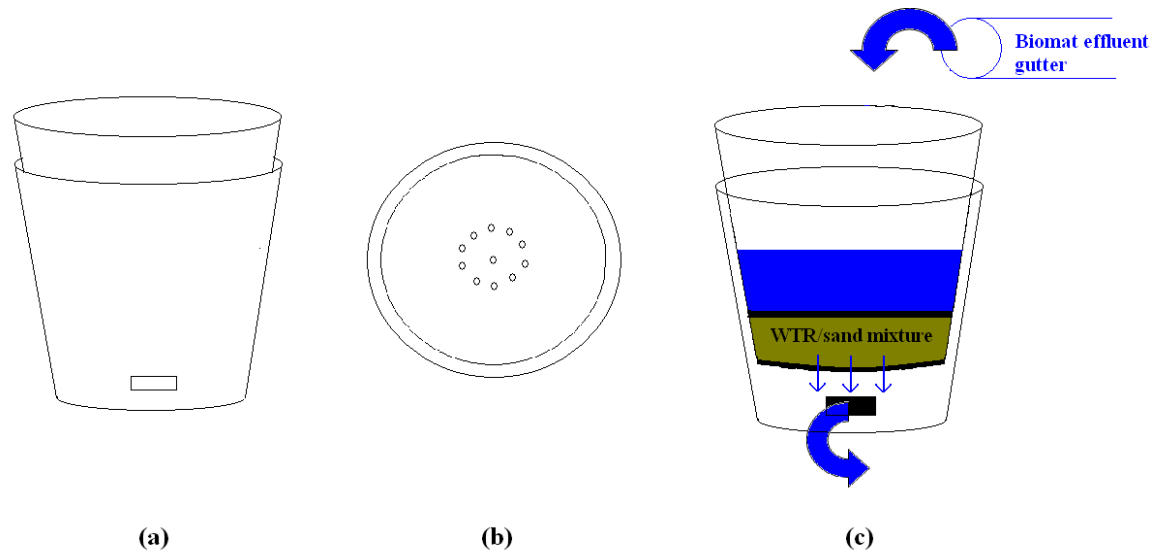 Biomat effluent
gutter
WTR/sand mixture
(a)
(b)
(c)